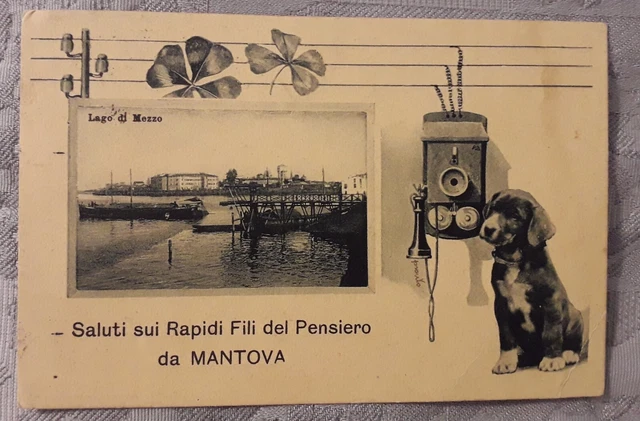 Lago di Mezzo
Saluti sui Rapidi Fili del Pensiero
da MANTOVA